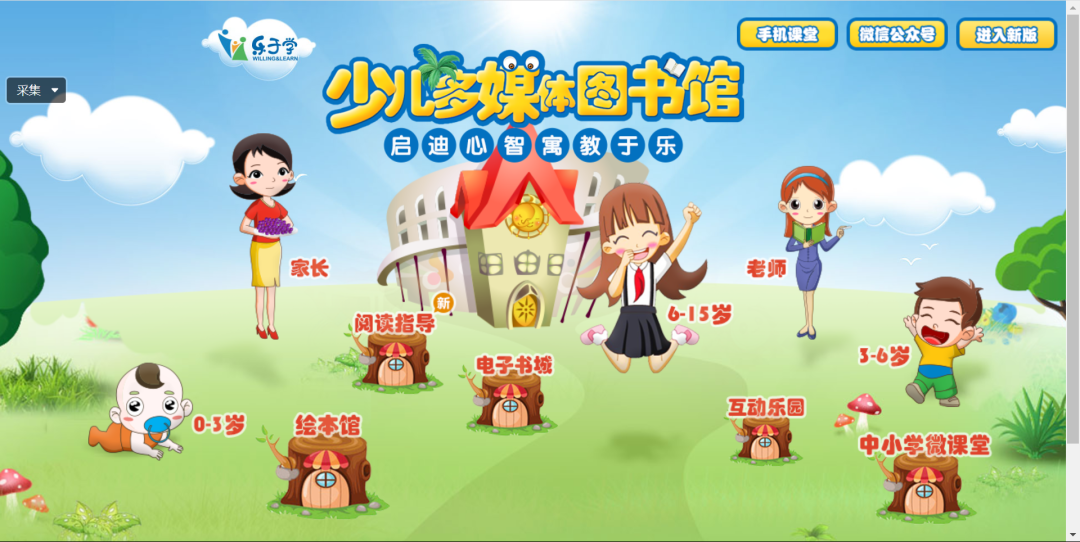 乐于学
WILLING&LEARN
手机课堂
微信公众号
进入新版
采集
少儿多媒体图书馆
启迪心智寓教于乐
家长
老师
新
阅读指导
6-15岁
电子书城
3-6岁
0-3岁
绘本馆
互动乐园
中小学微课堂